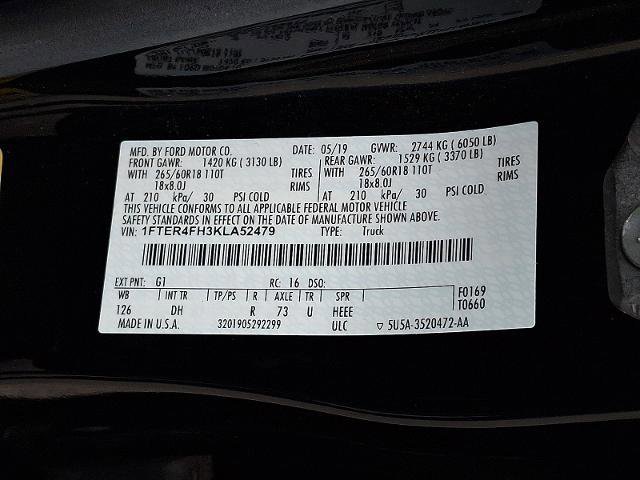 MFD. BY FORD MOTOR CO. DATE: 05/19 GVWR: 2744 KG ( 6050 LB)
FRONT GAWR: 1420 KG ( 3130 LB) REAR GAWR: 1529 KG ( 3370 LB)
WITH 265/60R18 110T TIRES WITH 265/60R18 110T TIRES
18x8.0J RIMS 18x8.0J RIMS
AT 210 kPa/ 30 PSI COLD AT 210 kPa/ 30 PSI COLD
THIS VEHICLE CONFORMS TO ALL APPLICABLE FEDERAL MOTOR VEHICLE
SAFETY STANDARDS IN EFFECT ON THE DATE OF MANUFACTURE SHOWN ABOVE.
VIN: 1FTER4FH3KLA52479 TYPE: Truck
EXT PNT: G1 RC: 16 DSO: F0169
WB INT TR TP/PS R AXLE TR SPR T0660
126 DH R 73 U HEEE
MADE IN U.S.A. 3201905292299 ULC ▽ 5U5A-3520472-AA